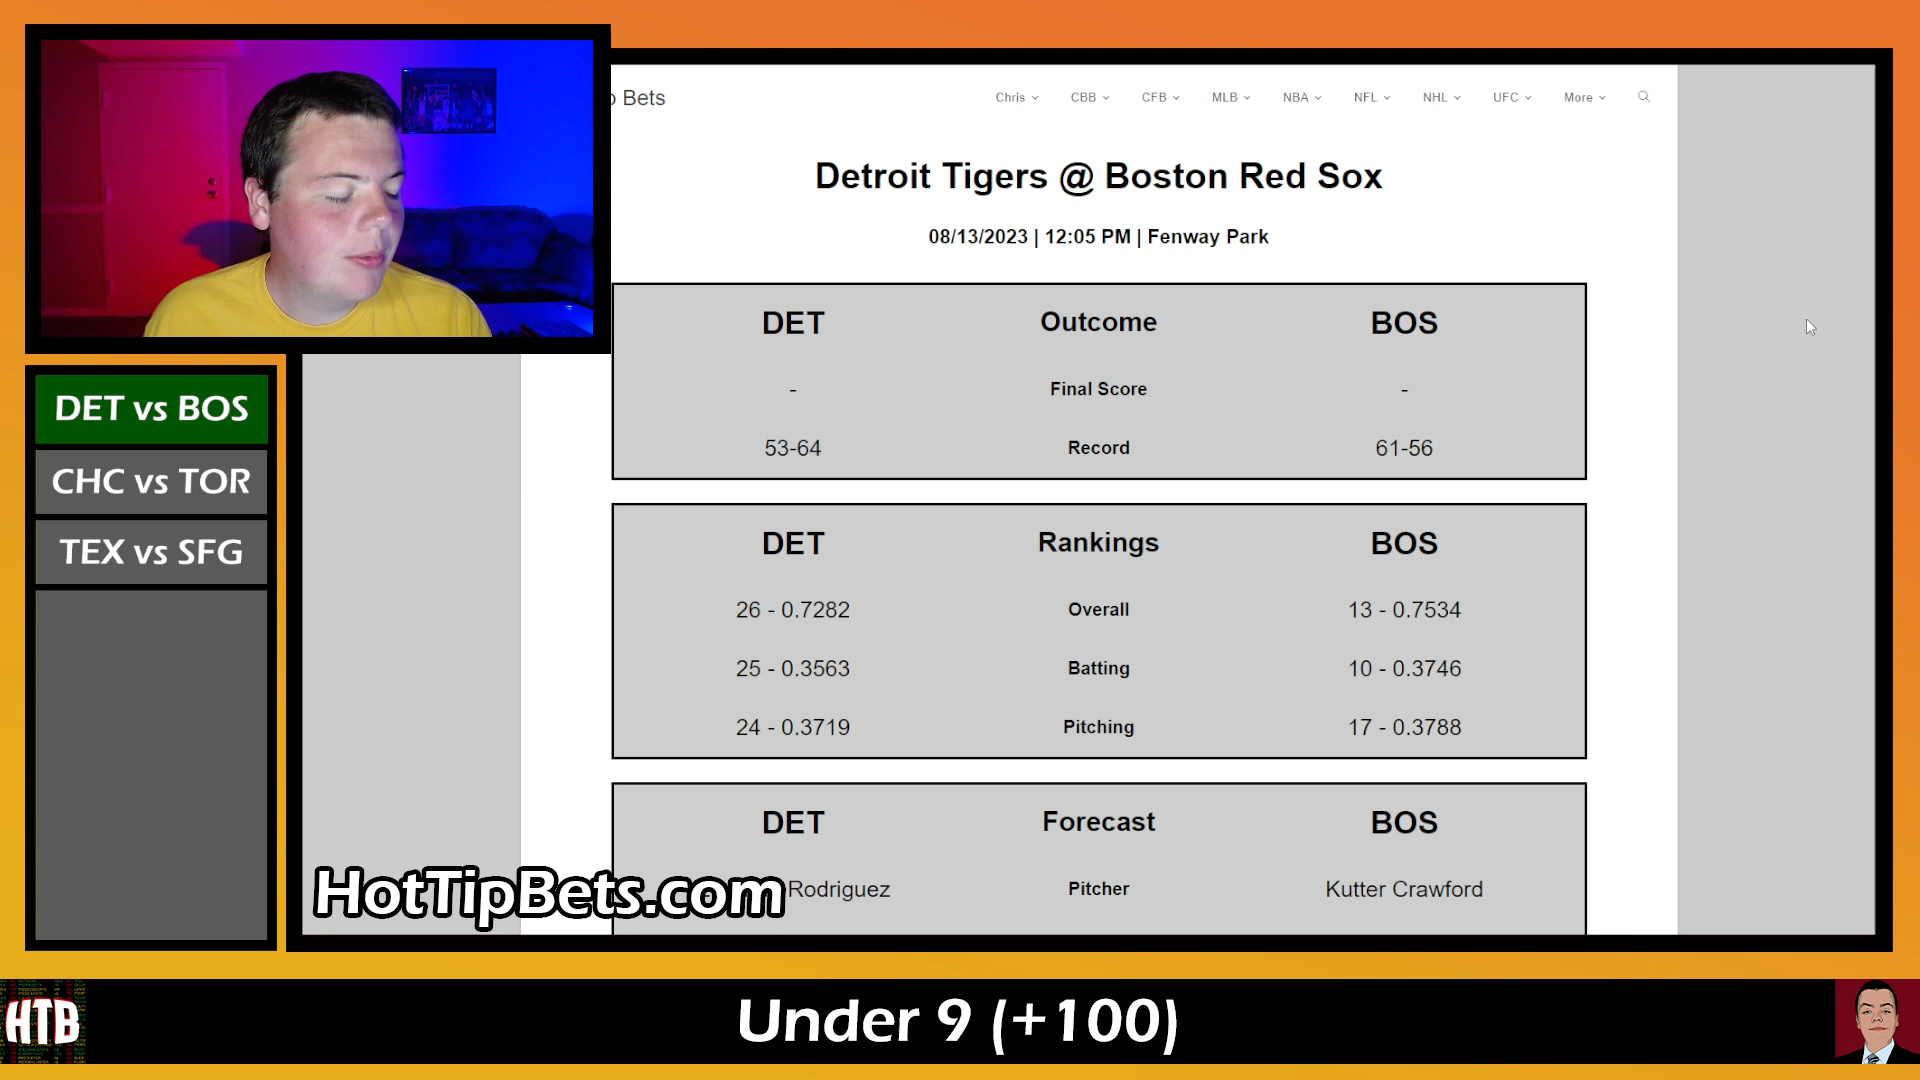 p Bets
Chris CBB CFB MLB NBA NFL NHL UFC More
Detroit Tigers @ Boston Red Sox
08/13/2023 | 12:05 PM | Fenway Park
DET Outcome BOS
- Final Score -
53-64 Record 61-56
DET Rankings BOS
26 - 0.7282 Overall 13 - 0.7534
25 - 0.3563 Batting 10 - 0.3746
24 - 0.3719 Pitching 17 - 0.3788
DET Forecast BOS
Rodriguez Pitcher Kutter Crawford
DET vs BOS
CHC vs TOR
TEX vs SFG
HotTipBets.com
HTB
Under 9 (+100)